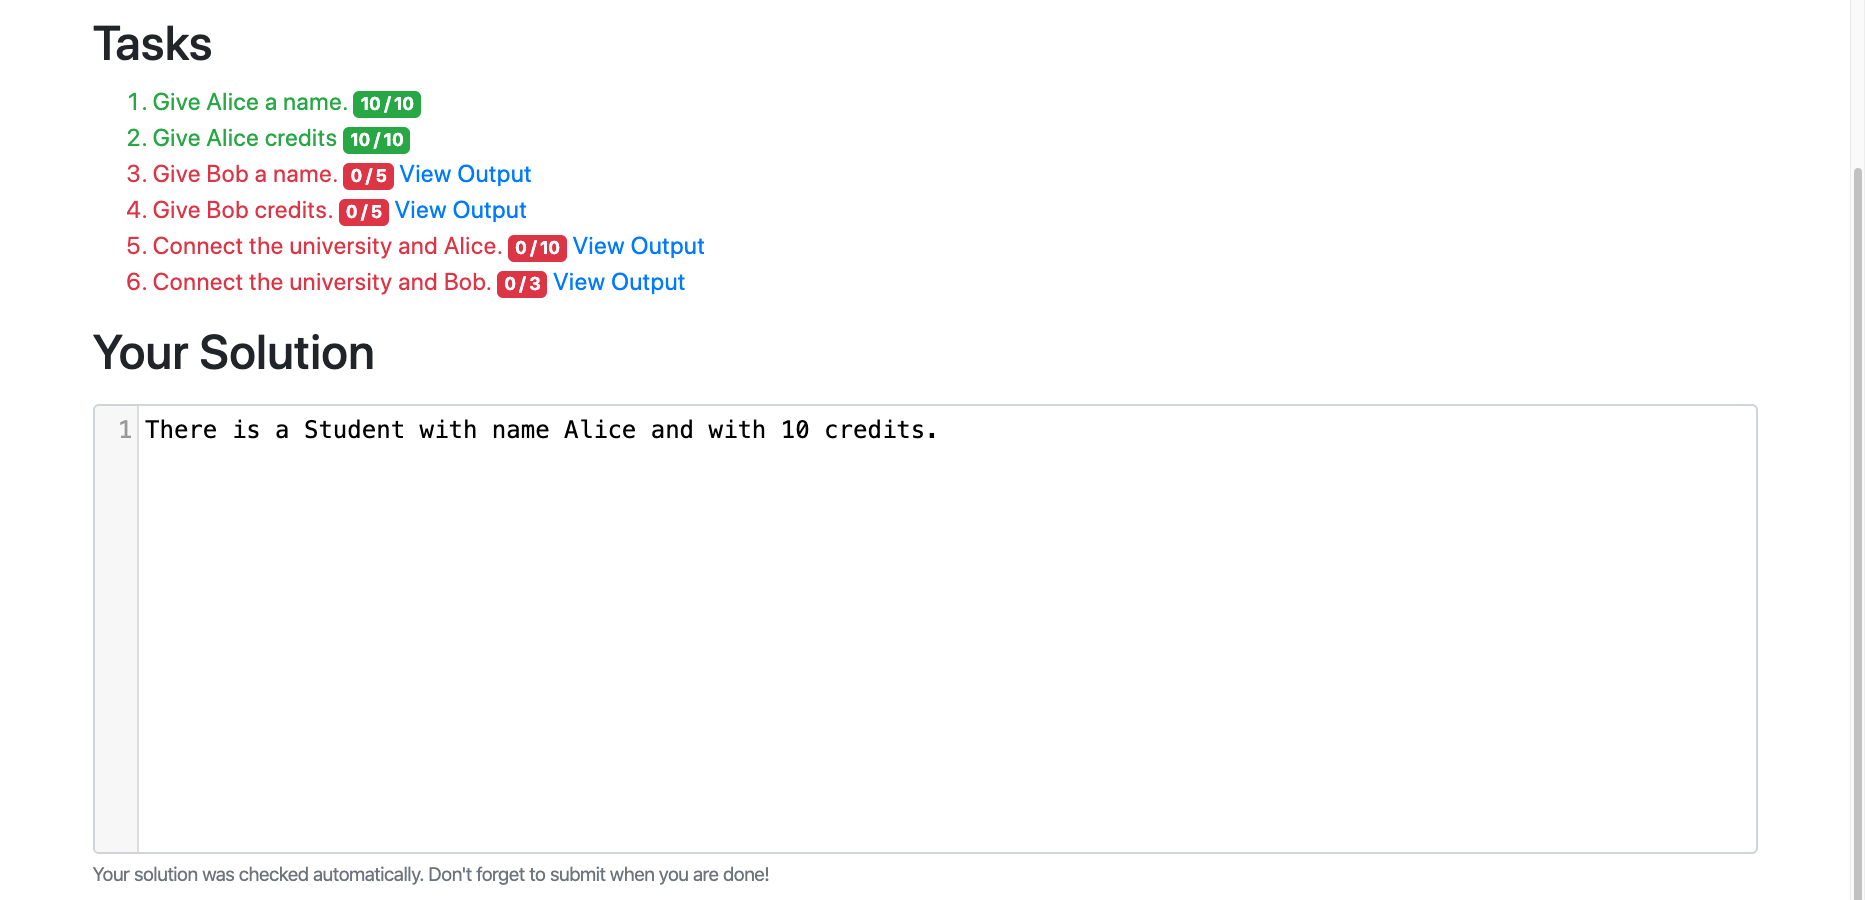 Tasks
1. Give Alice a name. 10/10
2. Give Alice credits 10/10
3. Give Bob a name. 0/5 View Output
4. Give Bob credits. 0/5 View Output
5. Connect the university and Alice. 0/10 View Output
6. Connect the university and Bob. 0/3 View Output
Your Solution
1 There is a Student with name Alice and with 10 credits.
Your solution was checked automatically. Don't forget to submit when you are done!